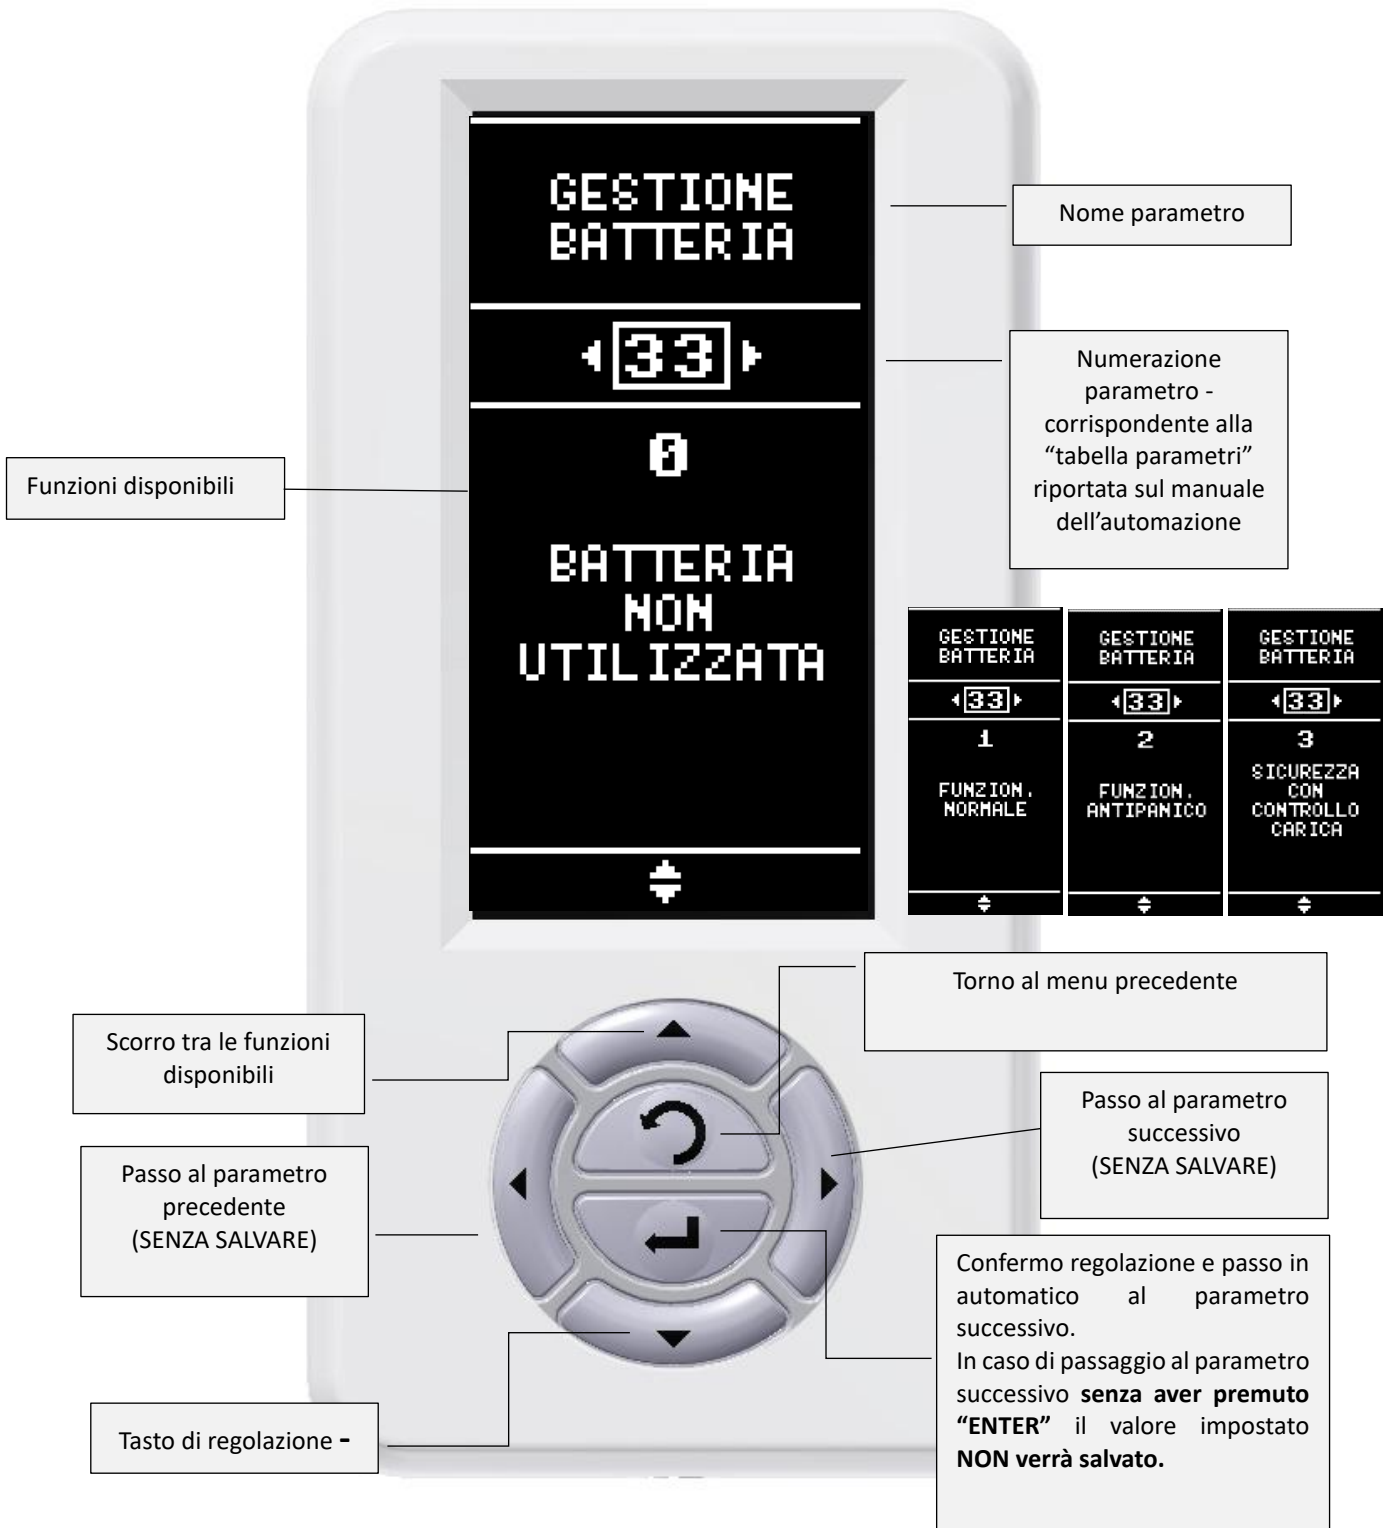 GESTIONE
BATTERIA
33
0
BATTERIA
NON
UTILIZZATA
Nome parametro
Numerazione
parametro -
corrispondente alla
“tabella parametri”
riportata sul manuale
dell’automazione
Funzioni disponibili
GESTIONE
BATTERIA
33
1
FUNZION.
NORMALE
GESTIONE
BATTERIA
33
2
FUNZION.
ANTIPANICO
GESTIONE
BATTERIA
33
3
SICUREZZA
CON
CONTROLLO
CARICA
Torno al menu precedente
Scorro tra le funzioni
disponibili
Passo al parametro
successivo
(SENZA SALVARE)
Passo al parametro
precedente
(SENZA SALVARE)
Confermo regolazione e passo in
automatico al parametro
successivo.
In caso di passaggio al parametro
successivo senza aver premuto
“ENTER” il valore impostato
NON verrà salvato.
Tasto di regolazione -